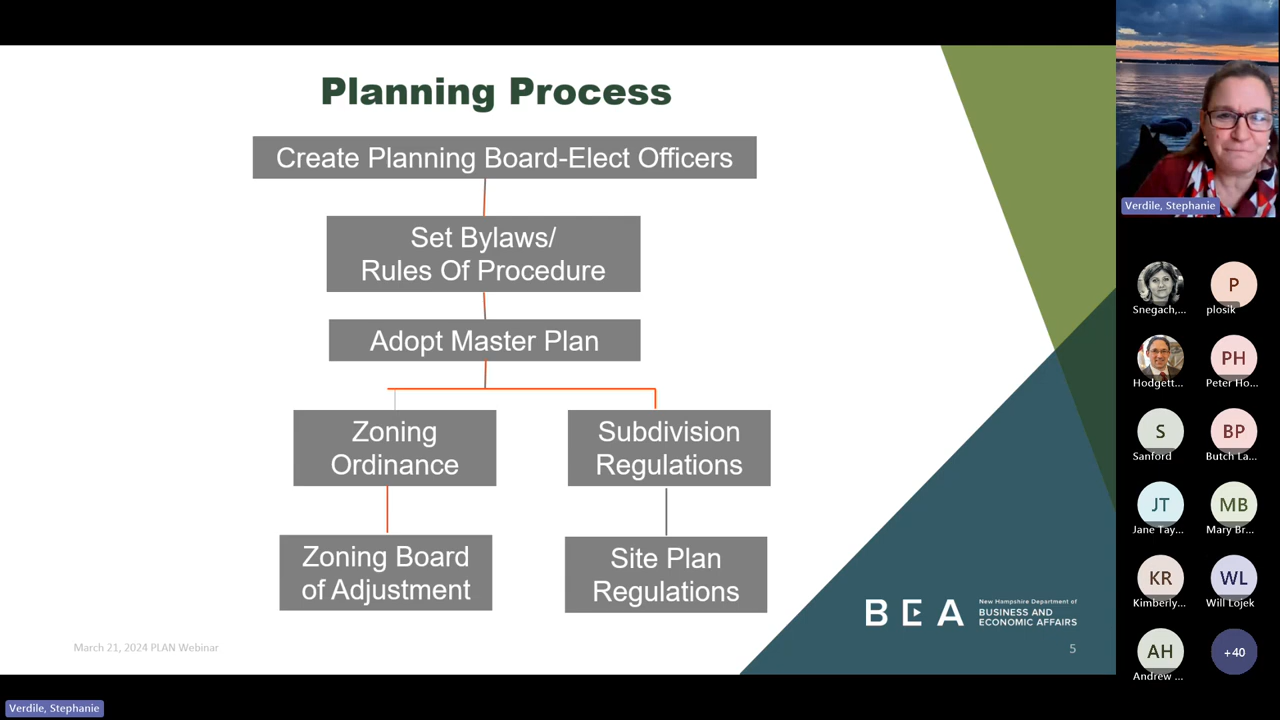 Planning Process
Create Planning Board-Elect Officers
Set Bylaws/
Rules Of Procedure
Adopt Master Plan
Zoning
Ordinance
Subdivision
Regulations
Zoning Board
of Adjustment
Site Plan
Regulations
BEA
New Hampshire Department of
BUSINESS AND
ECONOMIC AFFAIRS
March 21, 2024 PLAN Webinar
5
Verdile, Stephanie
Snegach,...
P
plosik
Hodgett...
PH
Peter Ho...
S
Sanford
BP
Butch La...
JT
Jane Tay...
MB
Mary Br...
KR
Kimberly...
WL
Will Lojek
AH
Andrew ...
+40
Verdile, Stephanie